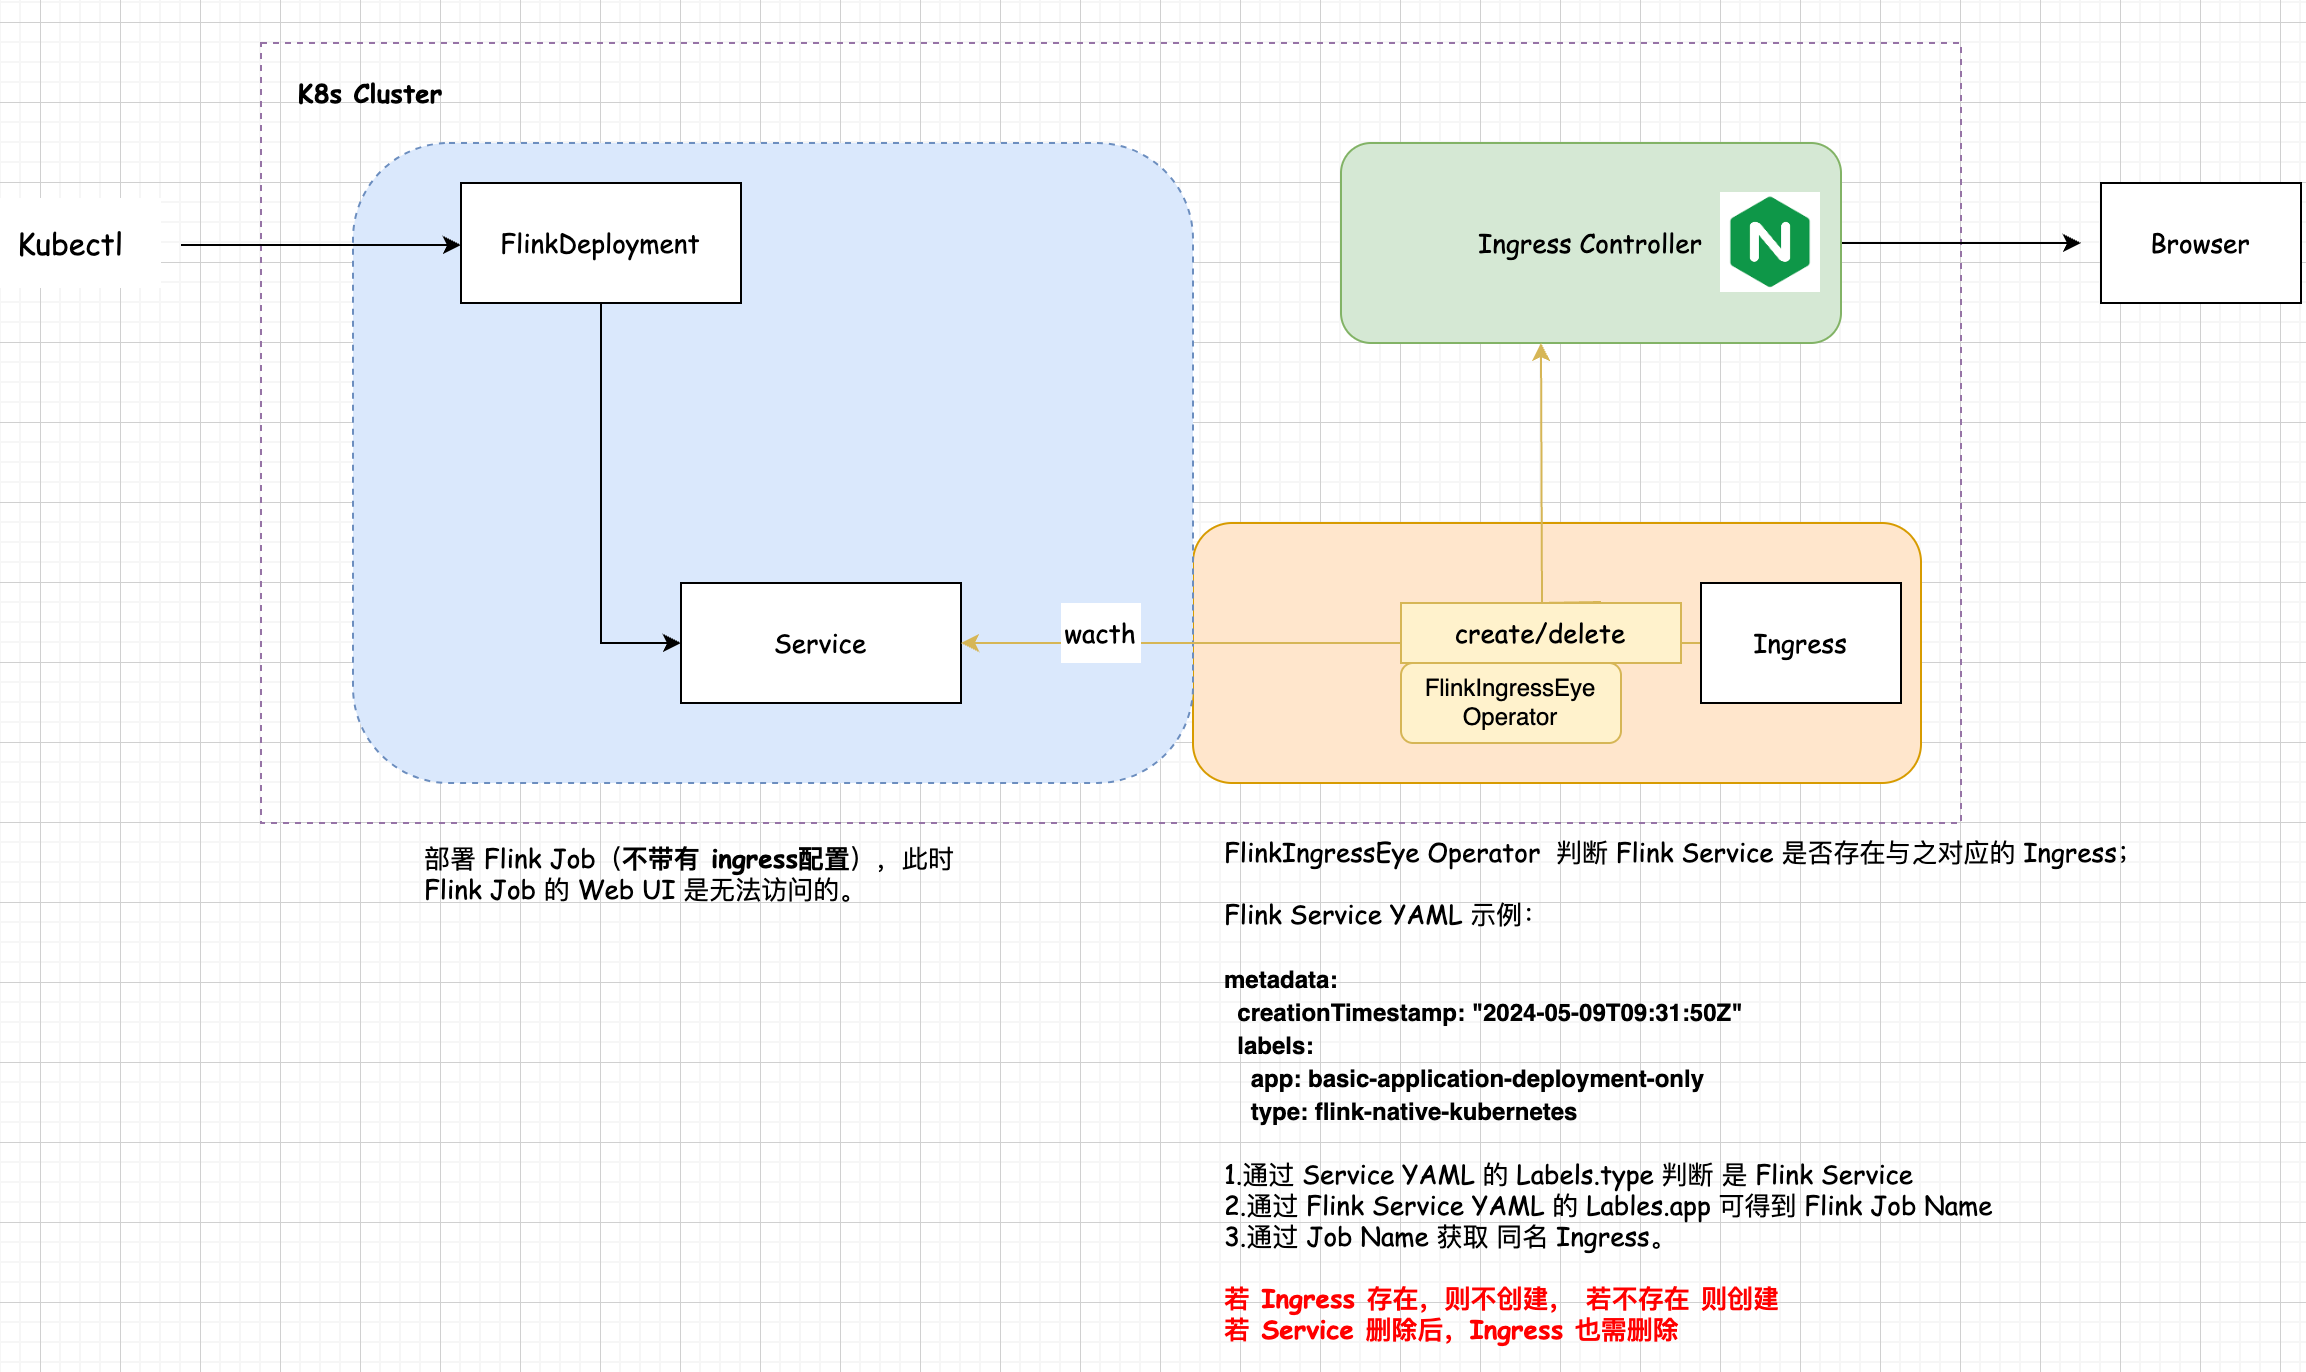 K8s Cluster
Kubectl
FlinkDeployment
Ingress Controller
N
Browser
Service
wacth
create/delete
FlinkIngressEye
Operator
Ingress
部署 Flink Job（不带有 ingress配置），此时
Flink Job 的 Web UI 是无法访问的。
FlinkIngressEye Operator 判断 Flink Service 是否存在与之对应的 Ingress；
Flink Service YAML 示例：
metadata:
creationTimestamp: "2024-05-09T09:31:50Z"
labels:
app: basic-application-deployment-only
type: flink-native-kubernetes
1.通过 Service YAML 的 Labels.type 判断 是 Flink Service
2.通过 Flink Service YAML 的 Lables.app 可得到 Flink Job Name
3.通过 Job Name 获取 同名 Ingress。
若 Ingress 存在，则不创建， 若不存在 则创建
若 Service 删除后，Ingress 也需删除